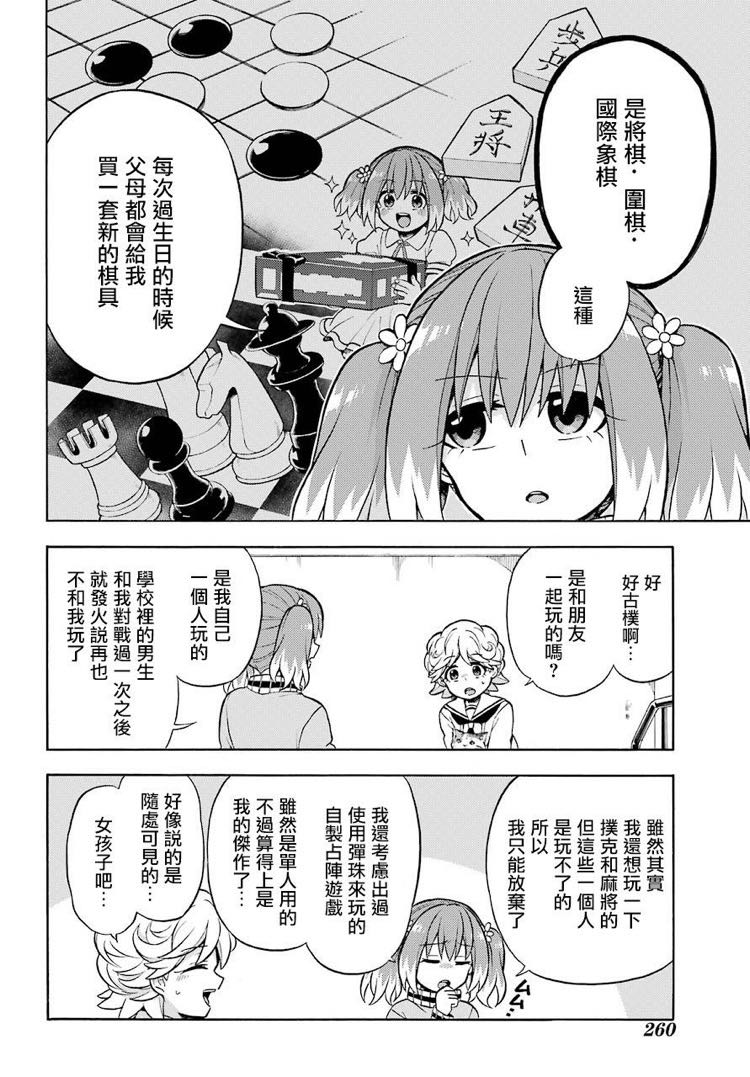 是將棋．圍棋．
國際象棋
這種
步兵
王將
每次過生日的時候
父母都會給我
買一套新的棋具
好
好古樸啊…
是和朋友
一起玩的嗎？
是我自己
一個人玩的
學校裡的男生
和我對戰過一次之後
就發火説再也
不和我玩了
雖然其實
我還想玩一下
撲克和麻將的
但這些一個人
是玩不了的
所以
我只能放棄了
我還考慮出過
使用彈珠來玩的
自製占陣遊戲
雖然是單人用的
不過算得上是
我的傑作了…
ムム…
好像説的是
隨處可見的…
女孩子吧…
260